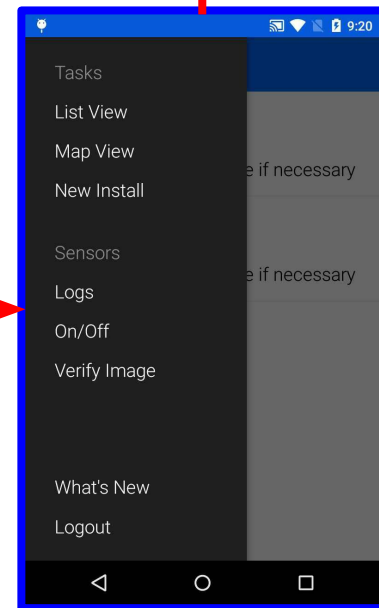 9:20
Tasks
List View
Map View
New Install
e if necessary
Sensors
e if necessary
Logs
On/Off
Verify Image
What's New
Logout